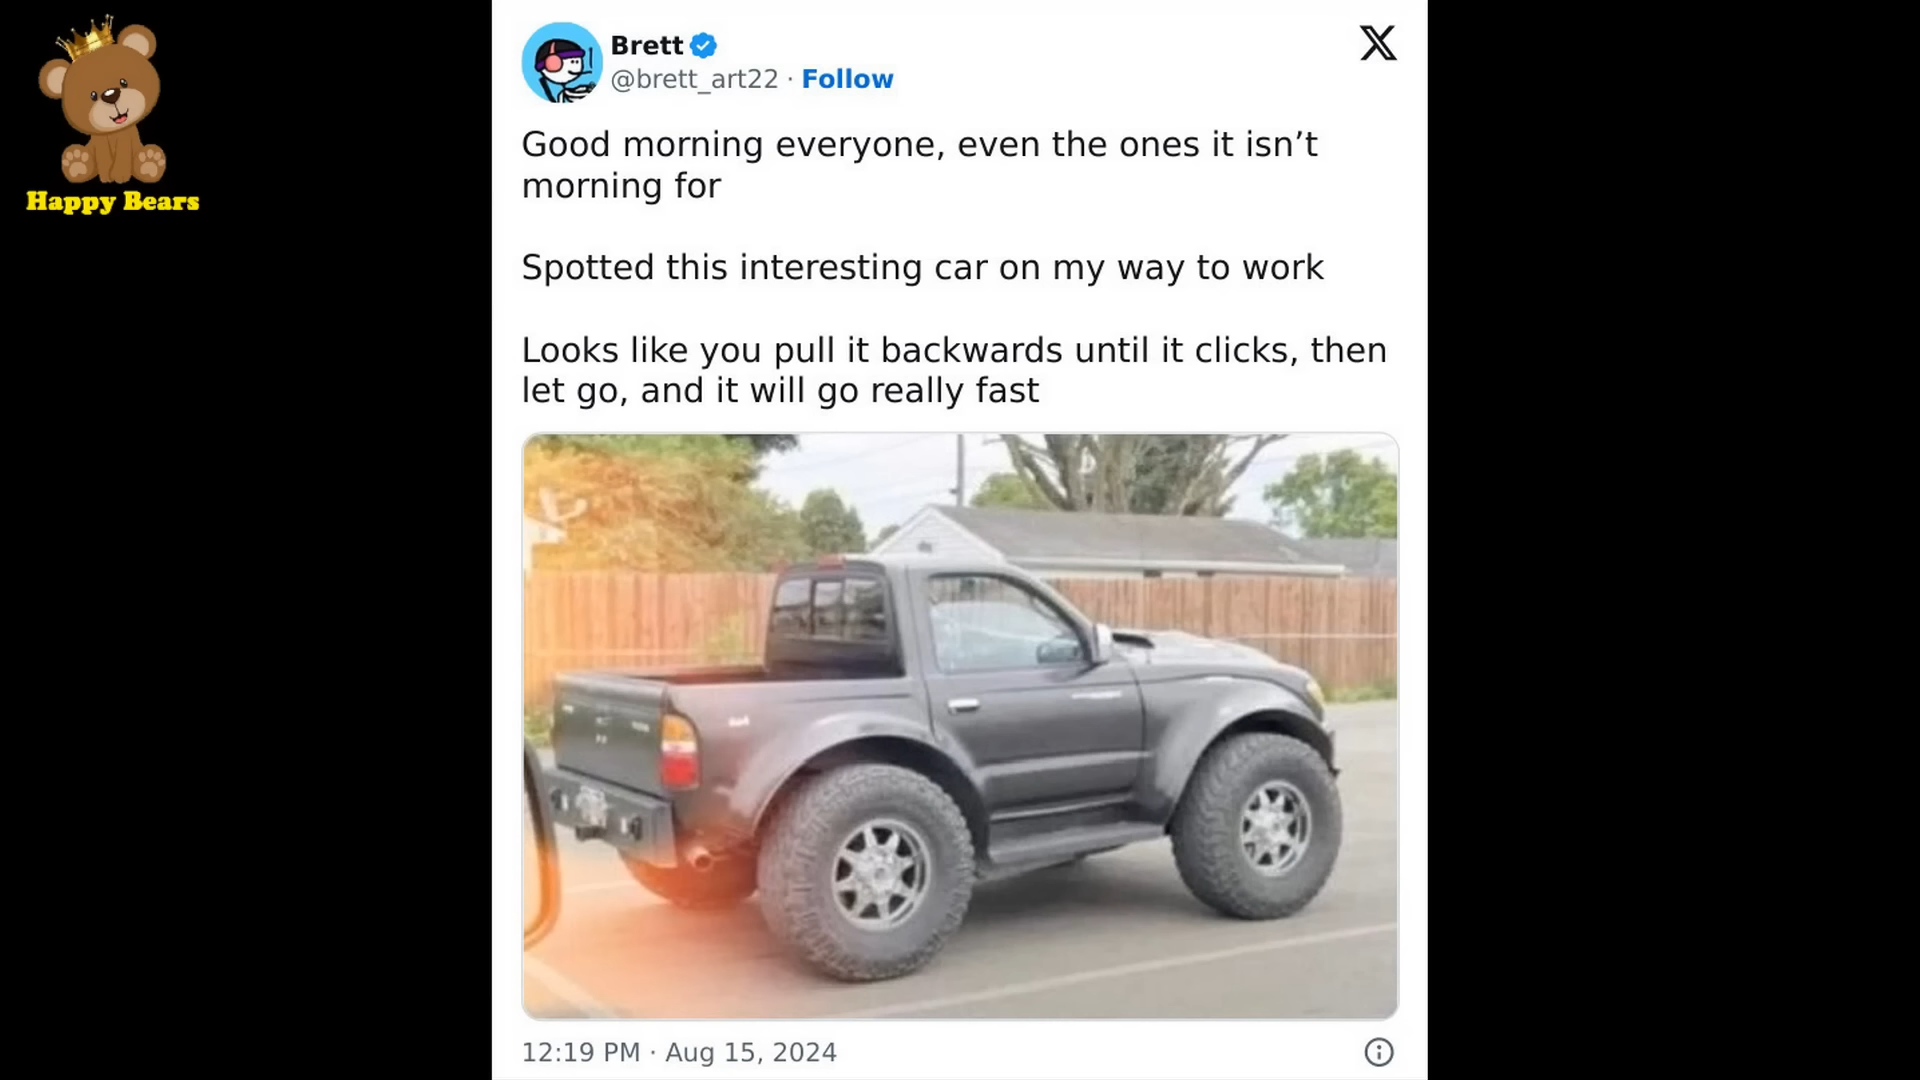 Happy Bears
Brett
@brett_art22 · Follow
Good morning everyone, even the ones it isn’t
morning for
Spotted this interesting car on my way to work
Looks like you pull it backwards until it clicks, then
let go, and it will go really fast
12:19 PM · Aug 15, 2024